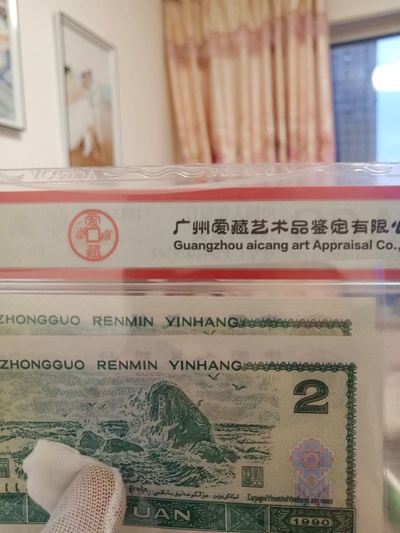 广州爱藏艺术品鉴定有限
Guangzhou aicang art Appraisal Co.,
ZHONGGUO RENMIN YINHANG
ZHONGGUO RENMIN YINHANG
2
YUAN
1990